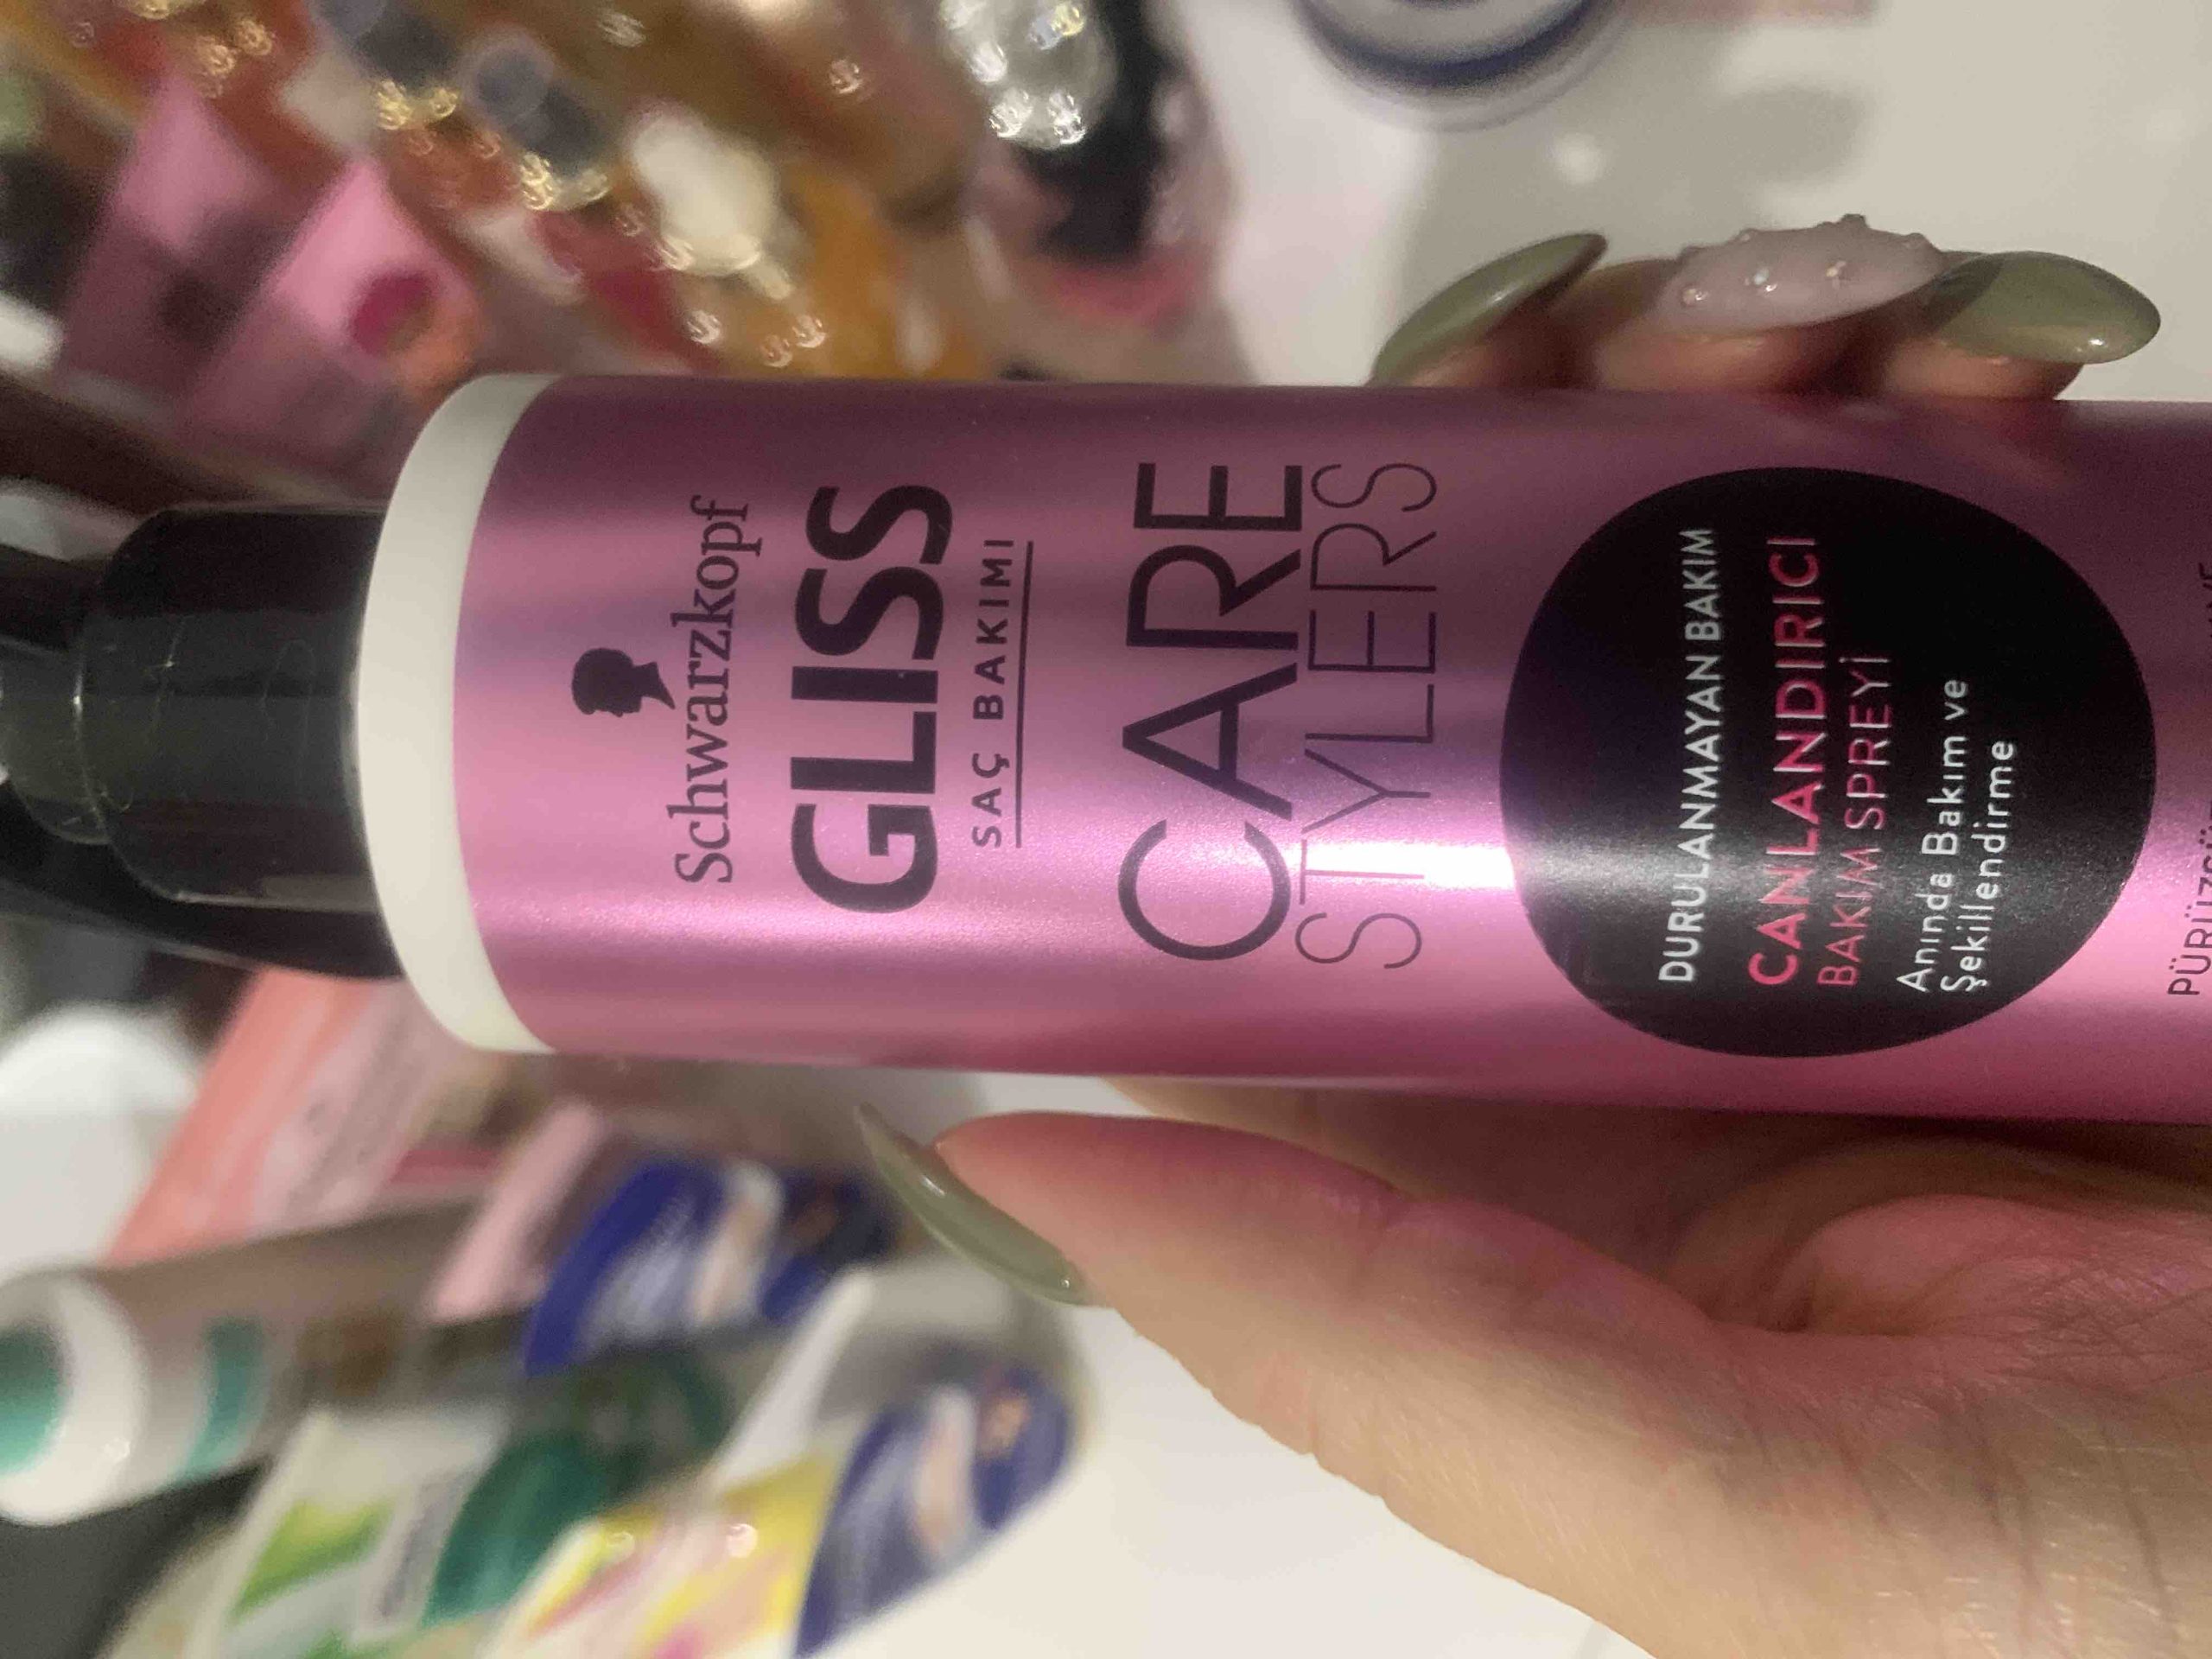 Schwarzkopf
GLISS
SAÇ BAKIMI
CARE
STYLERS
DURULANMAYAN BAKIM
CANLANDIRICI
BAKIM SPREYİ
Anında Bakım ve
Şekillendirme